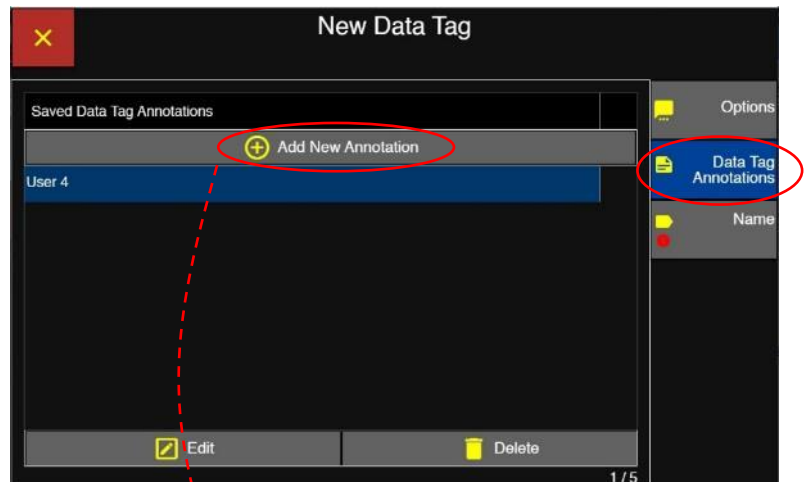 New Data Tag
Saved Data Tag Annotations
Options
Add New Annotation
Data Tag
Annotations
User 4
Name
Edit
Delete
1/5